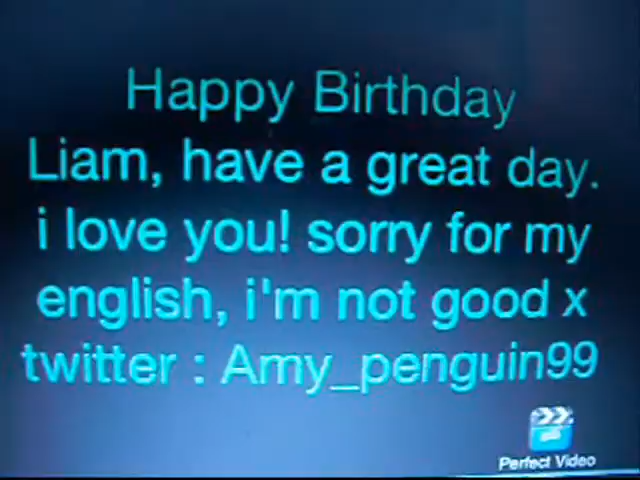 Happy Birthday
Liam, have a great day.
i love you! sorry for my
english, i'm not good x
twitter : Amy_penguin99
Perfect Video